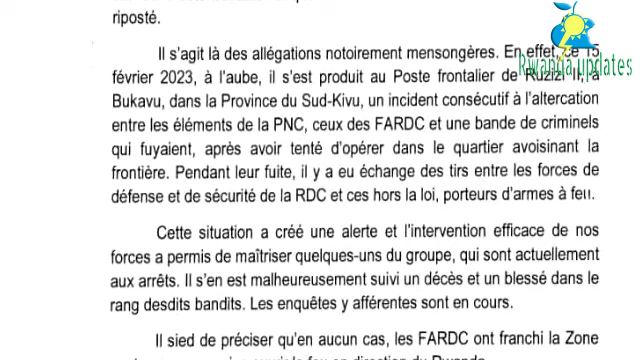 riposté.
Il s'agit là des allégations notoirement mensongères. En effet, ce 15
février 2023, à l'aube, il s'est produit au Poste frontalier de Ruzizi II, à
Bukavu, dans la Province du Sud-Kivu, un incident consécutif à l'altercation
entre les éléments de la PNC, ceux des FARDC et une bande de criminels
qui fuyaient, après avoir tenté d'opérer dans le quartier avoisinant la
frontière. Pendant leur fuite, il y a eu échange des tirs entre les forces de
défense et de sécurité de la RDC et ces hors la loi, porteurs d'armes à feu.
Cette situation a créé une alerte et l'intervention efficace de nos
forces a permis de maîtriser quelques-uns du groupe, qui sont actuellement
aux arrêts. Il s'en est malheureusement suivi un décès et un blessé dans le
rang desdits bandits. Les enquêtes y afférentes sont en cours.
Il sied de préciser qu'en aucun cas, les FARDC ont franchi la Zone
Rwanda updates